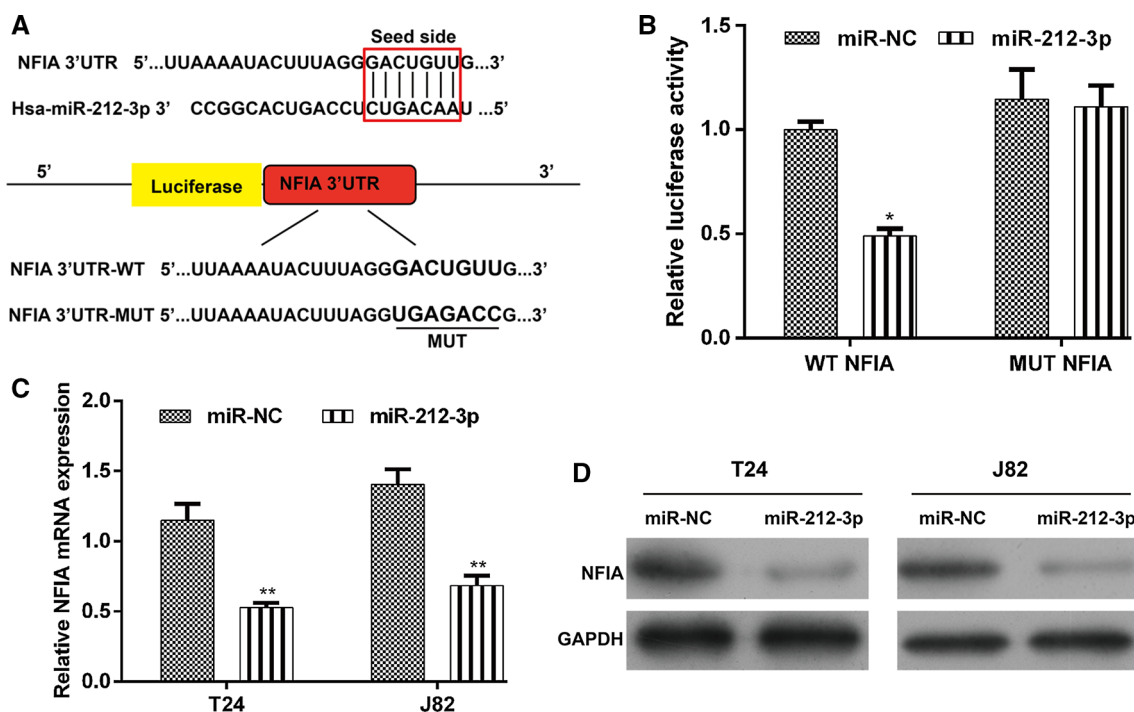 A
Seed side
NFIA 3'UTR 5'...UUAAAAUACUUUAGGGACUGUUG...3'
Hsa-miR-212-3p 3' CCGGCACUGACCUCUGACAAU ...5'
5' 3'
Luciferase NFIA 3'UTR
NFIA 3'UTR-WT 5'...UUAAAAUACUUUAGGGACUGUUG...3'
NFIA 3'UTR-MUT 5'...UUAAAAUACUUUAGGUGAGACCG...3'
MUT
B
miR-NC miR-212-3p
Relative luciferase activity
1.5
1.0
0.5
0.0
*
WT NFIA MUT NFIA
C
miR-NC miR-212-3p
Relative NFIA mRNA expression
2.0
1.5
1.0
0.5
0.0
** **
T24 J82
D
T24 J82
miR-NC miR-212-3p miR-NC miR-212-3p
NFIA
GAPDH